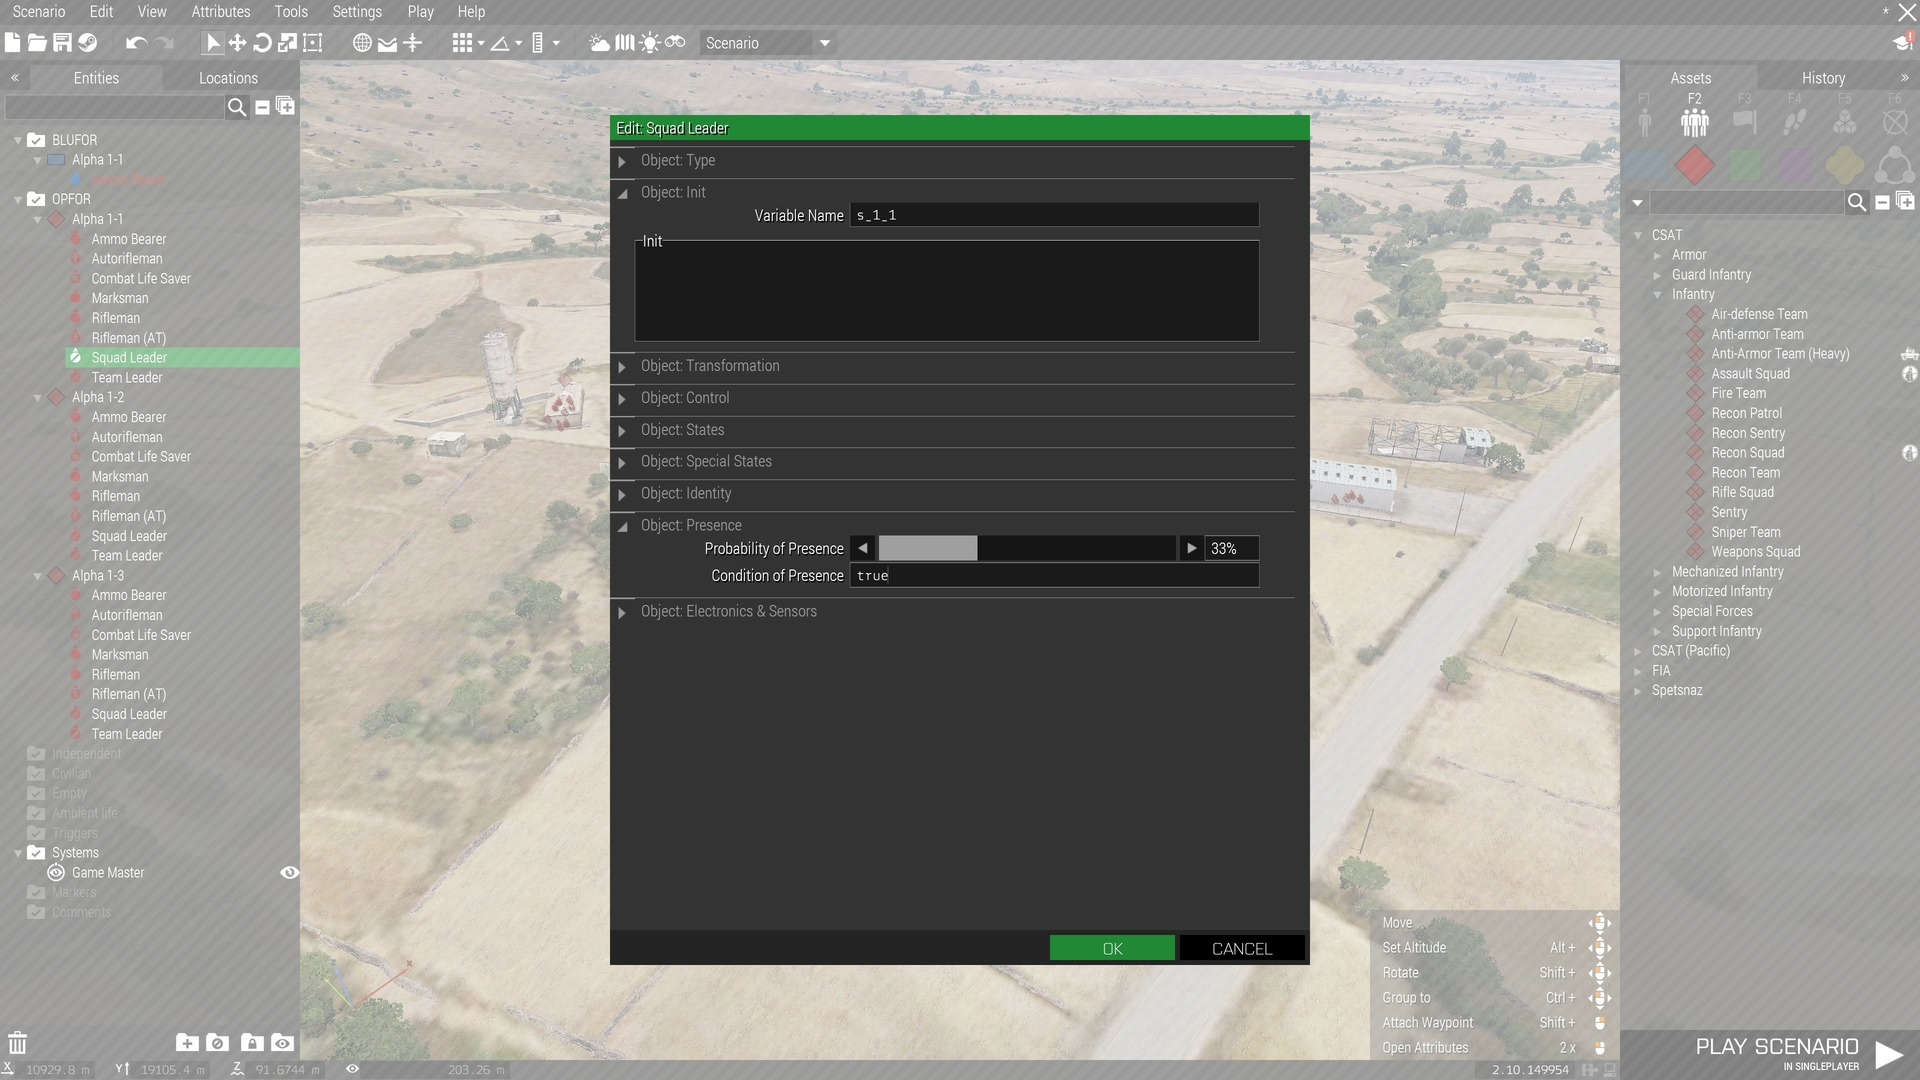 Scenario Edit View Attributes Tools Settings Play Help
Scenario
Entities Locations
BLUFOR
Alpha 1-1
OPFOR
Alpha 1-1
Ammo Bearer
Autorifleman
Combat Life Saver
Marksman
Rifleman
Rifleman (AT)
Squad Leader
Team Leader
Alpha 1-2
Ammo Bearer
Autorifleman
Combat Life Saver
Marksman
Rifleman
Rifleman (AT)
Squad Leader
Team Leader
Alpha 1-3
Ammo Bearer
Autorifleman
Combat Life Saver
Marksman
Rifleman
Rifleman (AT)
Squad Leader
Team Leader
Independent
Civilian
Empty
Ambient life
Triggers
Systems
Game Master
Markers
Comments
Edit: Squad Leader
Object: Type
Object: Init
Variable Name s_1_1
Init
Object: Transformation
Object: Control
Object: States
Object: Special States
Object: Identity
Object: Presence
Probability of Presence 33%
Condition of Presence true
Object: Electronics & Sensors
OK CANCEL
Assets History
F1 F2 F3 F4 F5 F6
CSAT
Armor
Guard Infantry
Infantry
Air-defense Team
Anti-armor Team
Anti-Armor Team (Heavy)
Assault Squad
Fire Team
Recon Patrol
Recon Sentry
Recon Squad
Recon Team
Rifle Squad
Sentry
Sniper Team
Weapons Squad
Mechanized Infantry
Motorized Infantry
Special Forces
Support Infantry
CSAT (Pacific)
FIA
Spetsnaz
Move
Set Altitude Alt +
Rotate Shift +
Group to Ctrl +
Attach Waypoint Shift +
Open Attributes 2 x
PLAY SCENARIO
IN SINGLEPLAYER
X 10929.8 m Y 19105.4 m Z 91.6744 m 203.26 m 2.10.149954